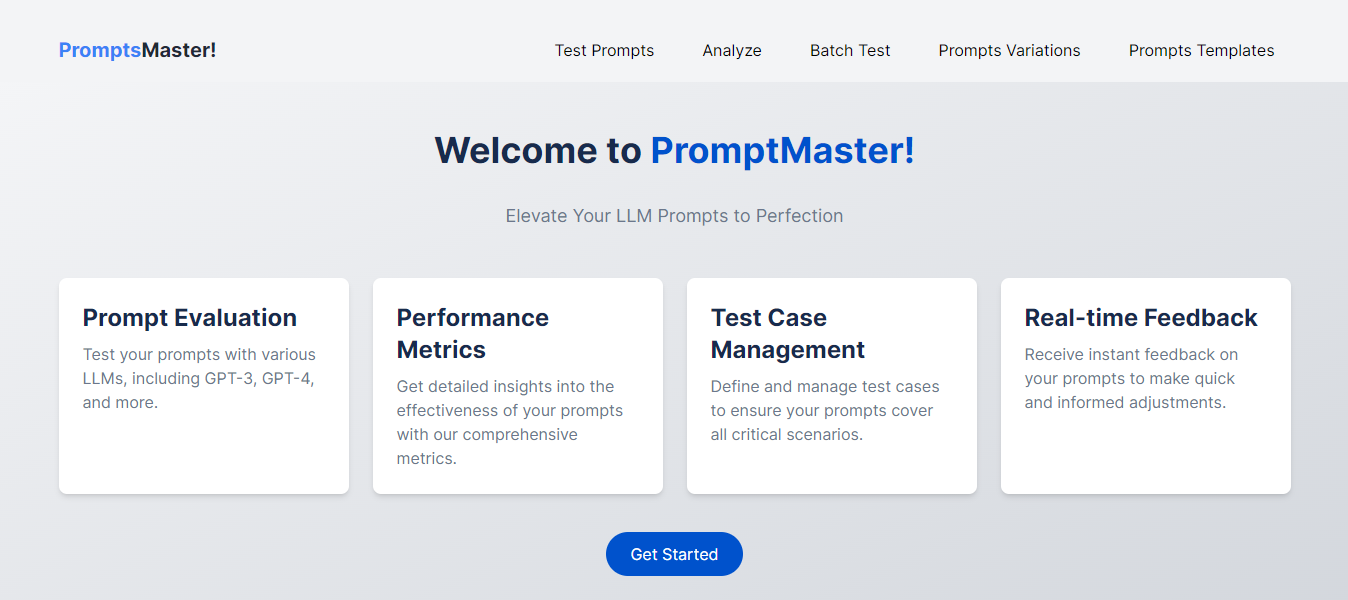 PromptsMaster!
Test Prompts
Analyze
Batch Test
Prompts Variations
Prompts Templates
Welcome to PromptMaster!
Elevate Your LLM Prompts to Perfection
Prompt Evaluation
Test your prompts with various
LLMs, including GPT-3, GPT-4,
and more.
Performance
Metrics
Get detailed insights into the
effectiveness of your prompts
with our comprehensive
metrics.
Test Case
Management
Define and manage test cases
to ensure your prompts cover
all critical scenarios.
Real-time Feedback
Receive instant feedback on
your prompts to make quick
and informed adjustments.
Get Started